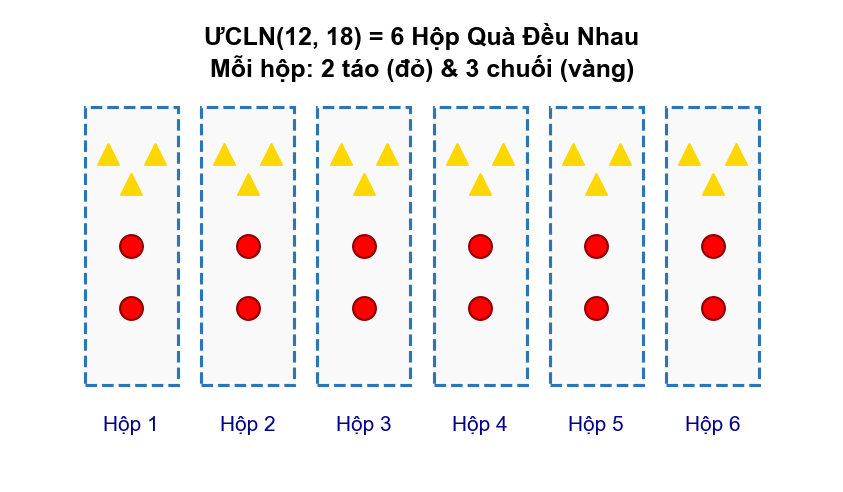 ƯCLN(12, 18) = 6 Hộp Quà Đều Nhau
Mỗi hộp: 2 táo (đỏ) & 3 chuối (vàng)
Hộp 1
Hộp 2
Hộp 3
Hộp 4
Hộp 5
Hộp 6